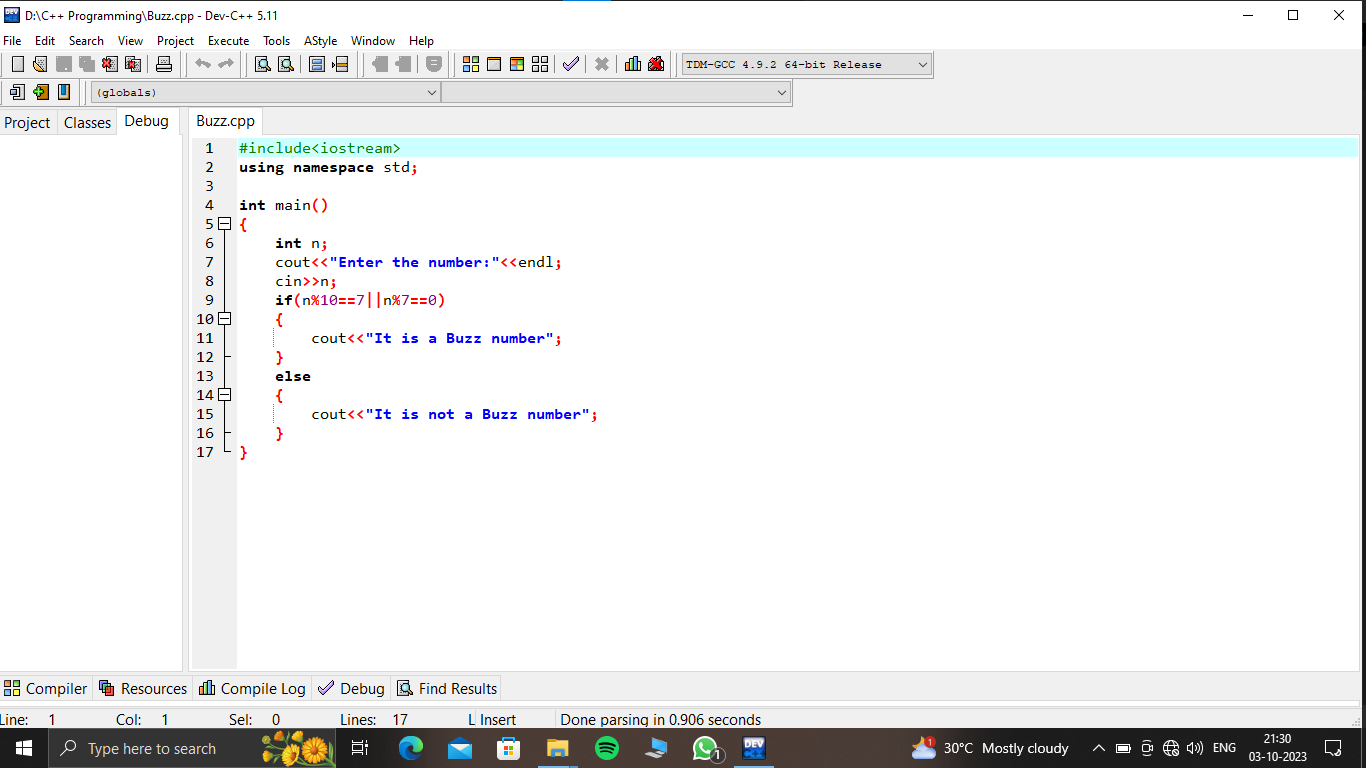 D:\C++ Programming\Buzz.cpp - Dev-C++ 5.11
File Edit Search View Project Execute Tools AStyle Window Help
TDM-GCC 4.9.2 64-bit Release
(globals)
Project Classes Debug Buzz.cpp
1 #include<iostream>
2 using namespace std;
3
4 int main()
5 {
6 int n;
7 cout<<"Enter the number:"<<endl;
8 cin>>n;
9 if(n%10==7||n%7==0)
10 {
11 cout<<"It is a Buzz number";
12 }
13 else
14 {
15 cout<<"It is not a Buzz number";
16 }
17 }
Compiler Resources Compile Log Debug Find Results
Line: 1 Col: 1 Sel: 0 Lines: 17 L Insert Done parsing in 0.906 seconds
Type here to search DEV 1 1 30°C Mostly cloudy ENG 21:30
03-10-2023